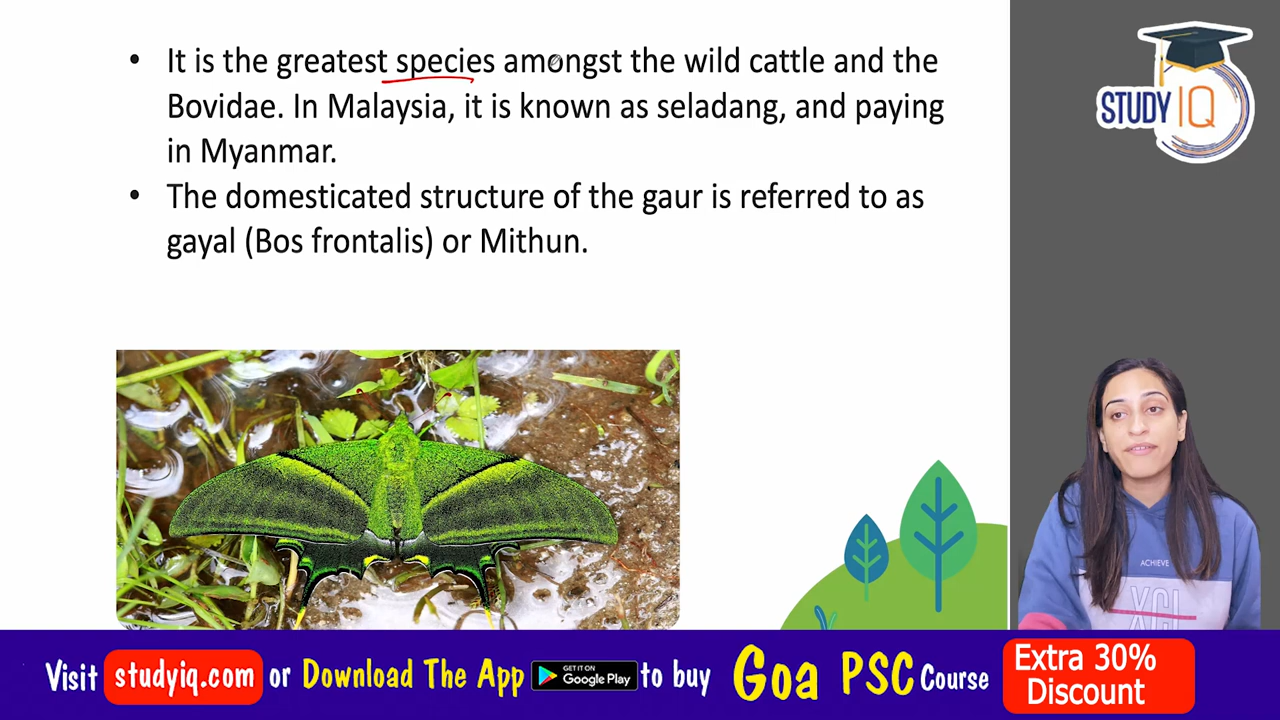 • It is the greatest species amongst the wild cattle and the
Bovidae. In Malaysia, it is known as seladang, and paying
in Myanmar.
• The domesticated structure of the gaur is referred to as
gayal (Bos frontalis) or Mithun.
STUDY IQ
ACHIEVE
XCI
Visit studyiq.com or Download The App GET IT ON Google Play to buy Goa PSC Course
Extra 30%
Discount